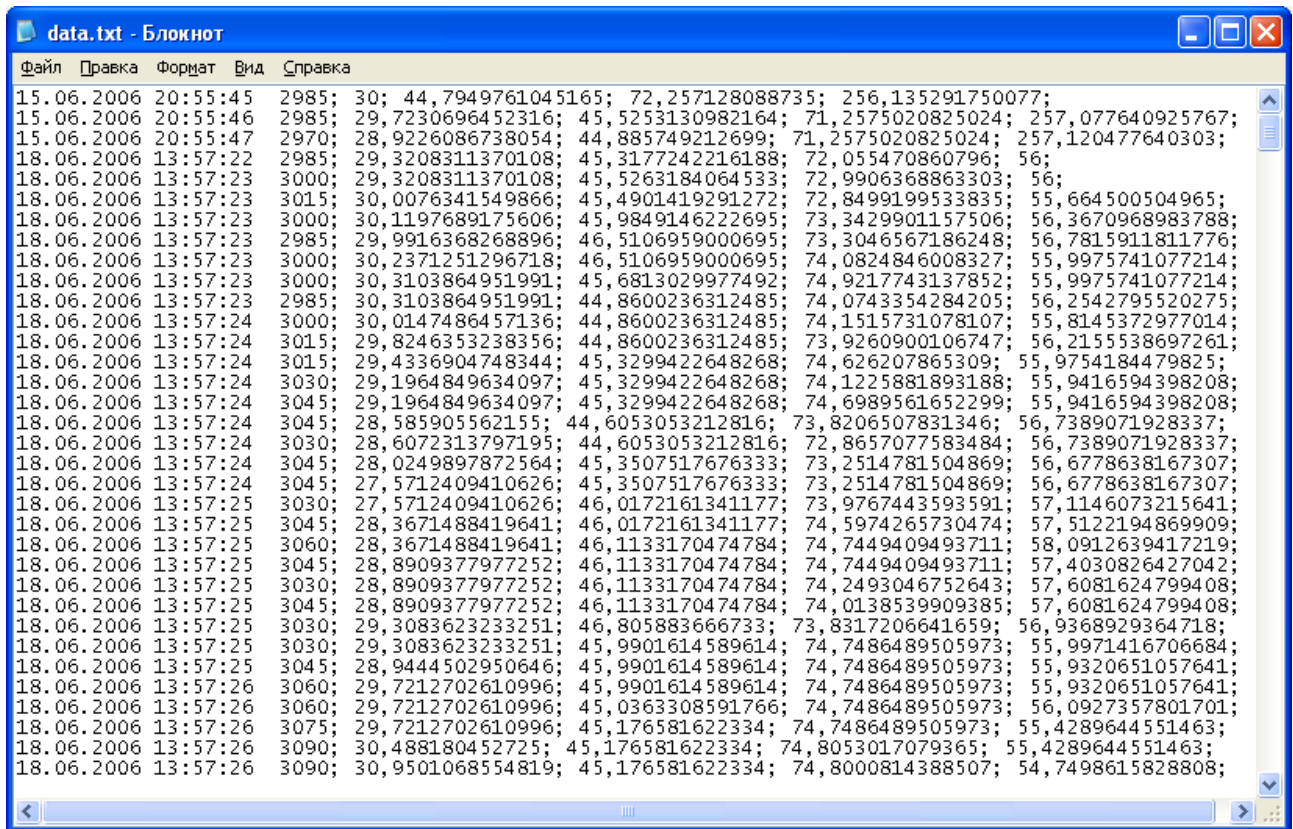 data.txt - Блокнот
Файл Правка Формат Вид Справка
15.06.2006 20:55:45 2985; 30; 44,7949761045165; 72,257128088735; 256,135291750077;
15.06.2006 20:55:46 2985; 29,7230696452316; 45,5253130982164; 71,2575020825024; 257,077640925767;
15.06.2006 20:55:47 2970; 28,9226086738054; 44,885749212699; 71,2575020825024; 257,120477640303;
18.06.2006 13:57:22 2985; 29,3208311370108; 45,3177242216188; 72,055470860796; 56;
18.06.2006 13:57:23 3000; 29,3208311370108; 45,5263184064533; 72,9906368863303; 56;
18.06.2006 13:57:23 3015; 30,0076341549866; 45,4901419291272; 72,8499199533835; 55,664500504965;
18.06.2006 13:57:23 3000; 30,1197689175606; 45,9849146222695; 73,3429901157506; 56,3670968983788;
18.06.2006 13:57:23 2985; 29,9916368268896; 46,5106959000695; 73,3046567186248; 56,7815911811776;
18.06.2006 13:57:23 3000; 30,2371251296718; 46,5106959000695; 74,0824846008327; 55,9975741077214;
18.06.2006 13:57:23 3000; 30,3103864951991; 45,6813029977492; 74,9217743137852; 55,9975741077214;
18.06.2006 13:57:23 2985; 30,3103864951991; 44,8600236312485; 74,0743354284205; 56,2542795520275;
18.06.2006 13:57:24 3000; 30,0147486457136; 44,8600236312485; 74,1515731078107; 55,8145372977014;
18.06.2006 13:57:24 3015; 29,8246353238356; 44,8600236312485; 73,9260900106747; 56,2155538697261;
18.06.2006 13:57:24 3015; 29,4336904748344; 45,3299422648268; 74,626207865309; 55,9754184479825;
18.06.2006 13:57:24 3030; 29,1964849634097; 45,3299422648268; 74,1225881893188; 55,9416594398208;
18.06.2006 13:57:24 3045; 29,1964849634097; 45,3299422648268; 74,6989561652299; 55,9416594398208;
18.06.2006 13:57:24 3045; 28,585905562155; 44,6053053212816; 73,8206507831346; 56,7389071928337;
18.06.2006 13:57:24 3030; 28,6072313797195; 44,6053053212816; 72,8657077583484; 56,7389071928337;
18.06.2006 13:57:24 3045; 28,0249897872564; 45,3507517676333; 73,2514781504869; 56,6778638167307;
18.06.2006 13:57:24 3045; 27,5712409410626; 45,3507517676333; 73,2514781504869; 56,6778638167307;
18.06.2006 13:57:25 3030; 27,5712409410626; 46,0172161341177; 73,9767443593591; 57,1146073215641;
18.06.2006 13:57:25 3045; 28,3671488419641; 46,0172161341177; 74,5974265730474; 57,5122194869909;
18.06.2006 13:57:25 3060; 28,3671488419641; 46,1133170474784; 74,7449409493711; 58,0912639417219;
18.06.2006 13:57:25 3045; 28,8909377977252; 46,1133170474784; 74,7449409493711; 57,4030826427042;
18.06.2006 13:57:25 3030; 28,8909377977252; 46,1133170474784; 74,2493046752643; 57,6081624799408;
18.06.2006 13:57:25 3045; 28,8909377977252; 46,1133170474784; 74,0138539909385; 57,6081624799408;
18.06.2006 13:57:25 3030; 29,3083623233251; 46,805883666733; 73,8317206641659; 56,9368929364718;
18.06.2006 13:57:25 3030; 29,3083623233251; 45,9901614589614; 74,7486489505973; 55,9971416706684;
18.06.2006 13:57:25 3045; 28,9444502950646; 45,9901614589614; 74,7486489505973; 55,9320651057641;
18.06.2006 13:57:26 3060; 29,7212702610996; 45,9901614589614; 74,7486489505973; 55,9320651057641;
18.06.2006 13:57:26 3060; 29,7212702610996; 45,0363308591766; 74,7486489505973; 56,0927357801701;
18.06.2006 13:57:26 3075; 29,7212702610996; 45,176581622334; 74,7486489505973; 55,4289644551463;
18.06.2006 13:57:26 3090; 30,488180452725; 45,176581622334; 74,8053017079365; 55,4289644551463;
18.06.2006 13:57:26 3090; 30,9501068554819; 45,176581622334; 74,8000814388507; 54,7498615828808;